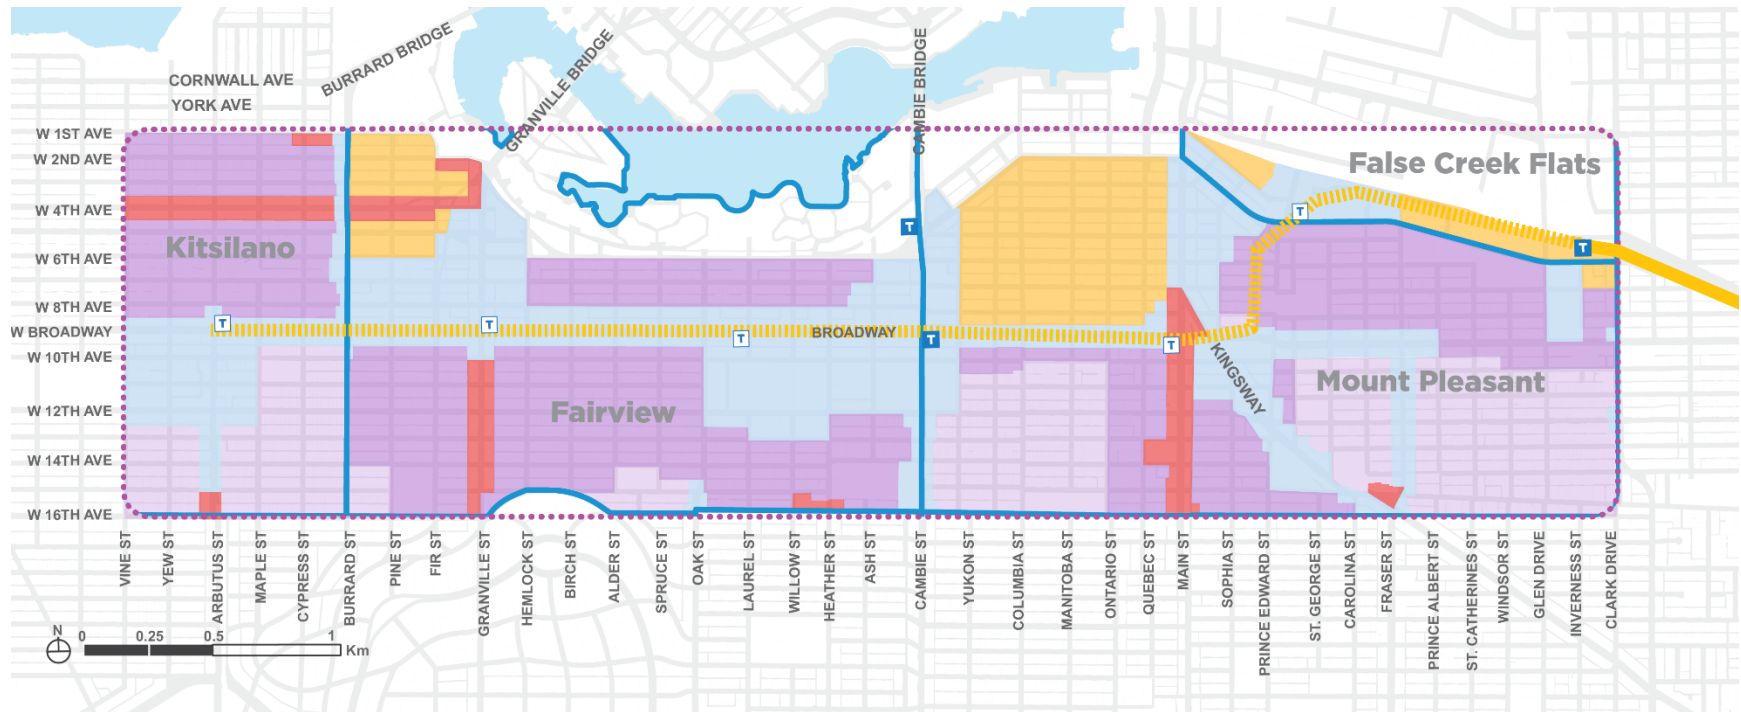 BURRARD BRIDGE
GRANVILLE BRIDGE
CAMBIE BRIDGE
CORNWALL AVE
YORK AVE
W 1ST AVE
W 2ND AVE
W 4TH AVE
W 6TH AVE
W 8TH AVE
W BROADWAY
W 10TH AVE
W 12TH AVE
W 14TH AVE
W 16TH AVE
False Creek Flats
Kitsilano
BROADWAY
KINGSWAY
Mount Pleasant
Fairview
T
T
T
T
T
T
T
T
VINE ST
YEW ST
ARBUTUS ST
MAPLE ST
CYPRESS ST
BURRARD ST
PINE ST
FIR ST
GRANVILLE ST
HEMLOCK ST
BIRCH ST
ALDER ST
SPRUCE ST
OAK ST
LAUREL ST
WILLOW ST
HEATHER ST
ASH ST
CAMBIE ST
YUKON ST
COLUMBIA ST
MANITOBA ST
ONTARIO ST
QUEBEC ST
MAIN ST
SOPHIA ST
PRINCE EDWARD ST
ST. GEORGE ST
CAROLINA ST
FRASER ST
PRINCE ALBERT ST
ST. CATHERINES ST
WINDSOR ST
GLEN DRIVE
INVERNESS ST
CLARK DRIVE
N
0 0.25 0.5 1
Km